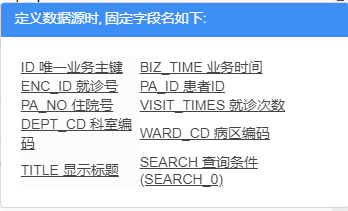 定义数据源时, 固定字段名如下:
ID 唯一业务主键 BIZ_TIME 业务时间
ENC_ID 就诊号 PA_ID 患者ID
PA_NO 住院号 VISIT_TIMES 就诊次数
DEPT_CD 科室编
码
WARD_CD 病区编码
TITLE 显示标题
SEARCH 查询条件
(SEARCH_0)